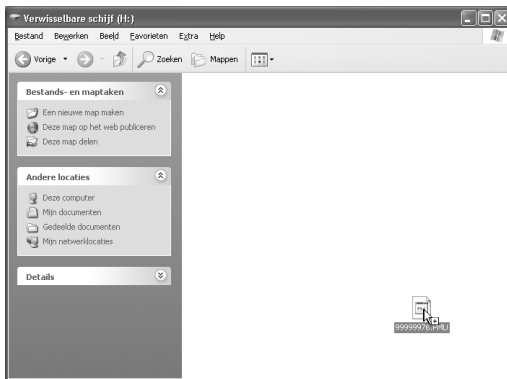 Verwisselbare schijf (H:)
Bestand Bewerken Beeld Favorieten Extra Help
Vorige Zoeken Mappen
Bestands- en maptaken
Een nieuwe map maken
Deze map op het web publiceren
Deze map delen
Andere locaties
Deze computer
Mijn documenten
Gedeelde documenten
Mijn netwerklocaties
Details
99999976.PMU